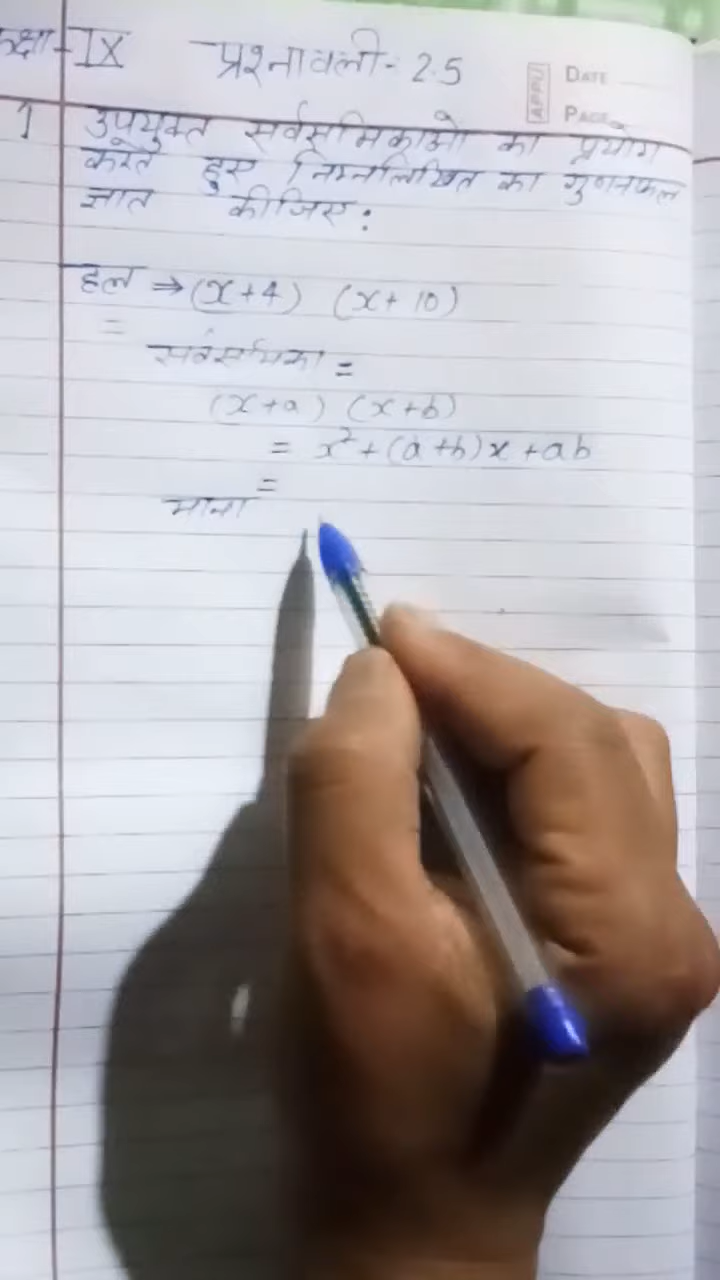 कक्षा-IX प्रश्नावली- 2.5
APPU DATE
PAGE
1 उपयुक्त सर्वसमिकाओ का प्रयोग
करते हुए निम्नलिखित का गुणनफल
ज्ञात कीजिए:
हल ⇒ (x+4) (x+10)
=
सर्वसमिका =
(x+a) (x+b)
= x²+(a+b)x+ab
=
माना